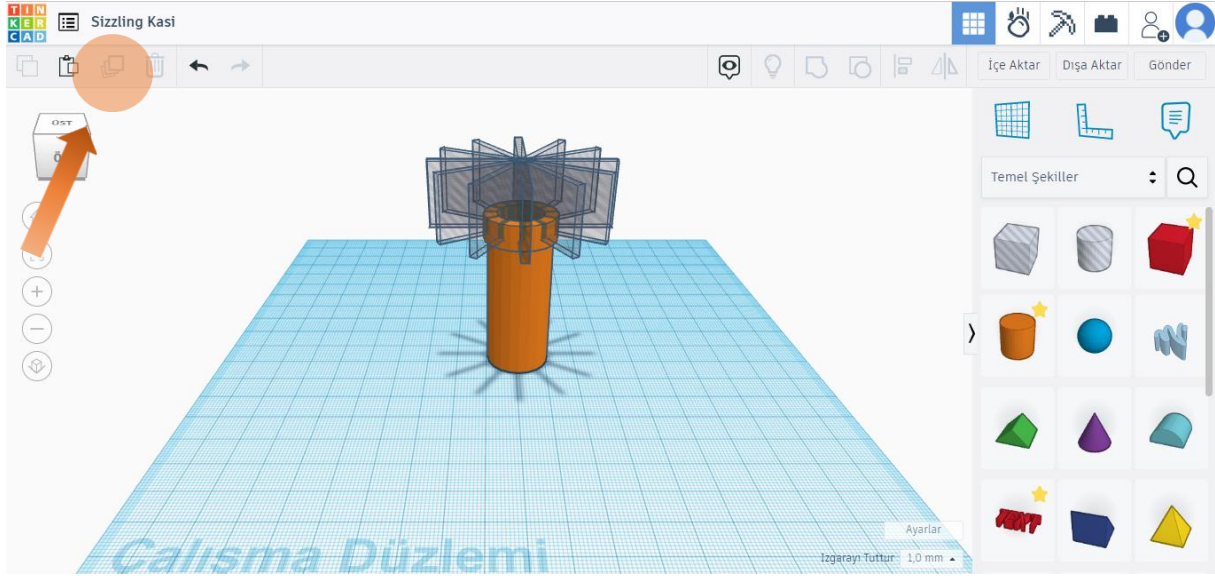 TIN
KER
CAD
Sizzling Kasi
İçe Aktar
Dışa Aktar
Gönder
ÜST
Temel Şekiller
TEXT
Ayarlar
Izgarayı Tuttur 1,0 mm
Çalışma Düzlemi